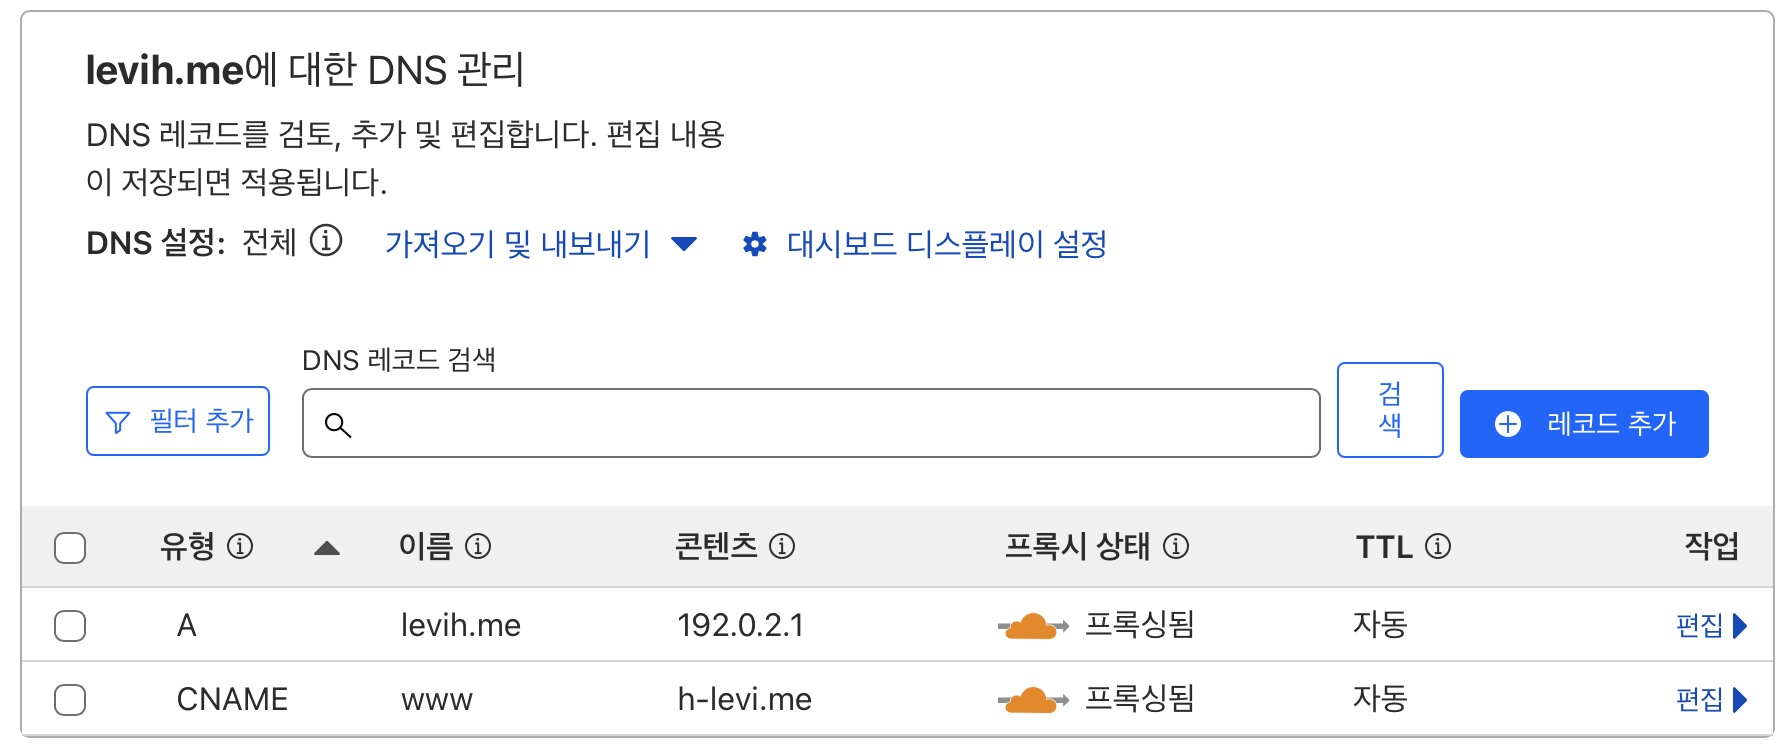 levih.me에 대한 DNS 관리
DNS 레코드를 검토, 추가 및 편집합니다. 편집 내용
이 저장되면 적용됩니다.
DNS 설정: 전체 가져오기 및 내보내기 대시보드 디스플레이 설정
DNS 레코드 검색
필터 추가
검
색
레코드 추가
유형 이름 콘텐츠 프록시 상태 TTL 작업
A levih.me 192.0.2.1 프록싱됨 자동 편집
CNAME www h-levi.me 프록싱됨 자동 편집